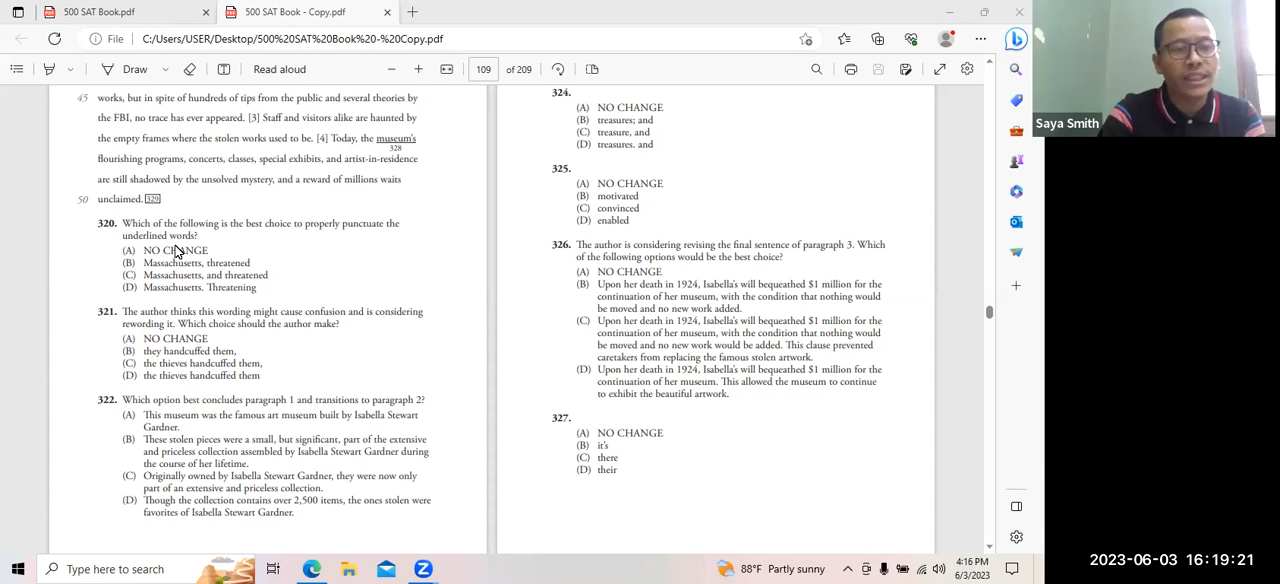 500 SAT Book.pdf
500 SAT Book - Copy.pdf
File
C:/Users/USER/Desktop/500%20SAT%20Book%20-%20Copy.pdf
Draw
Read aloud
109 of 209
45 works, but in spite of hundreds of tips from the public and several theories by
the FBI, no trace has ever appeared. [3] Staff and visitors alike are haunted by
the empty frames where the stolen works used to be. [4] Today, the museum's
328
flourishing programs, concerts, classes, special exhibits, and artist-in-residence
are still shadowed by the unsolved mystery, and a reward of millions waits
50 unclaimed. 329
320. Which of the following is the best choice to properly punctuate the
underlined words?
(A) NO CHANGE
(B) Massachusetts, threatened
(C) Massachusetts, and threatened
(D) Massachusetts. Threatening
321. The author thinks this wording might cause confusion and is considering
rewording it. Which choice should the author make?
(A) NO CHANGE
(B) they handcuffed them,
(C) the thieves handcuffed them,
(D) the thieves handcuffed them
322. Which option best concludes paragraph 1 and transitions to paragraph 2?
(A) This museum was the famous art museum built by Isabella Stewart
Gardner.
(B) These stolen pieces were a small, but significant, part of the extensive
and priceless collection assembled by Isabella Stewart Gardner during
the course of her lifetime.
(C) Originally owned by Isabella Stewart Gardner, they were now only
part of an extensive and priceless collection.
(D) Though the collection contains over 2,500 items, the ones stolen were
favorites of Isabella Stewart Gardner.
324.
(A) NO CHANGE
(B) treasures; and
(C) treasure, and
(D) treasures. and
325.
(A) NO CHANGE
(B) motivated
(C) convinced
(D) enabled
326. The author is considering revising the final sentence of paragraph 3. Which
of the following options would be the best choice?
(A) NO CHANGE
(B) Upon her death in 1924, Isabella's will bequeathed $1 million for the
continuation of her museum, with the condition that nothing would
be moved and no new work added.
(C) Upon her death in 1924, Isabella's will bequeathed $1 million for the
continuation of her museum, with the condition that nothing would
be moved and no new work would be added. This clause prevented
caretakers from replacing the famous stolen artwork.
(D) Upon her death in 1924, Isabella's will bequeathed $1 million for the
continuation of her museum. This allowed the museum to continue
to exhibit the beautiful artwork.
327.
(A) NO CHANGE
(B) it's
(C) there
(D) their
Saya Smith
Type here to search
88°F Partly sunny
4:16 PM
6/3/2023
2023-06-03 16:19:21